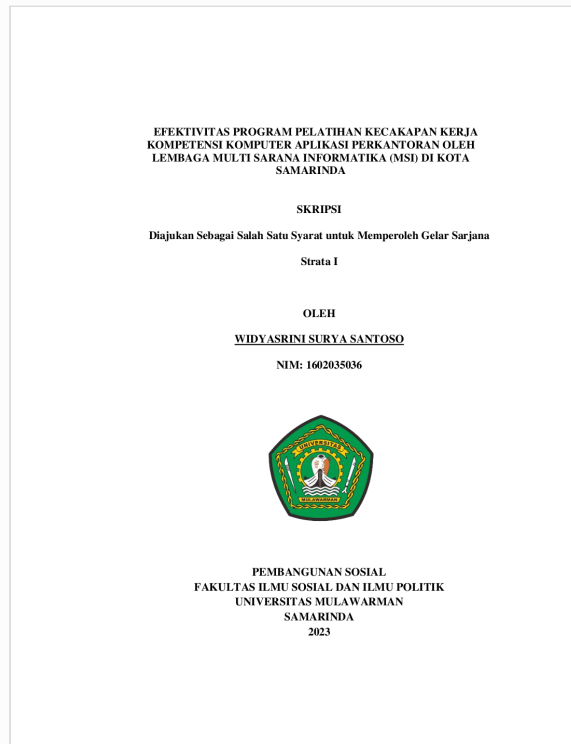 EFEKTIVITAS PROGRAM PELATIHAN KECAKAPAN KERJA
KOMPETENSI KOMPUTER APLIKASI PERKANTORAN OLEH
LEMBAGA MULTI SARANA INFORMATIKA (MSI) DI KOTA
SAMARINDA
SKRIPSI
Diajukan Sebagai Salah Satu Syarat untuk Memperoleh Gelar Sarjana
Strata I
OLEH
WIDYASRINI SURYA SANTOSO
NIM: 1602035036
UNIVERSITAS
MULAWARMAN
PEMBANGUNAN SOSIAL
FAKULTAS ILMU SOSIAL DAN ILMU POLITIK
UNIVERSITAS MULAWARMAN
SAMARINDA
2023